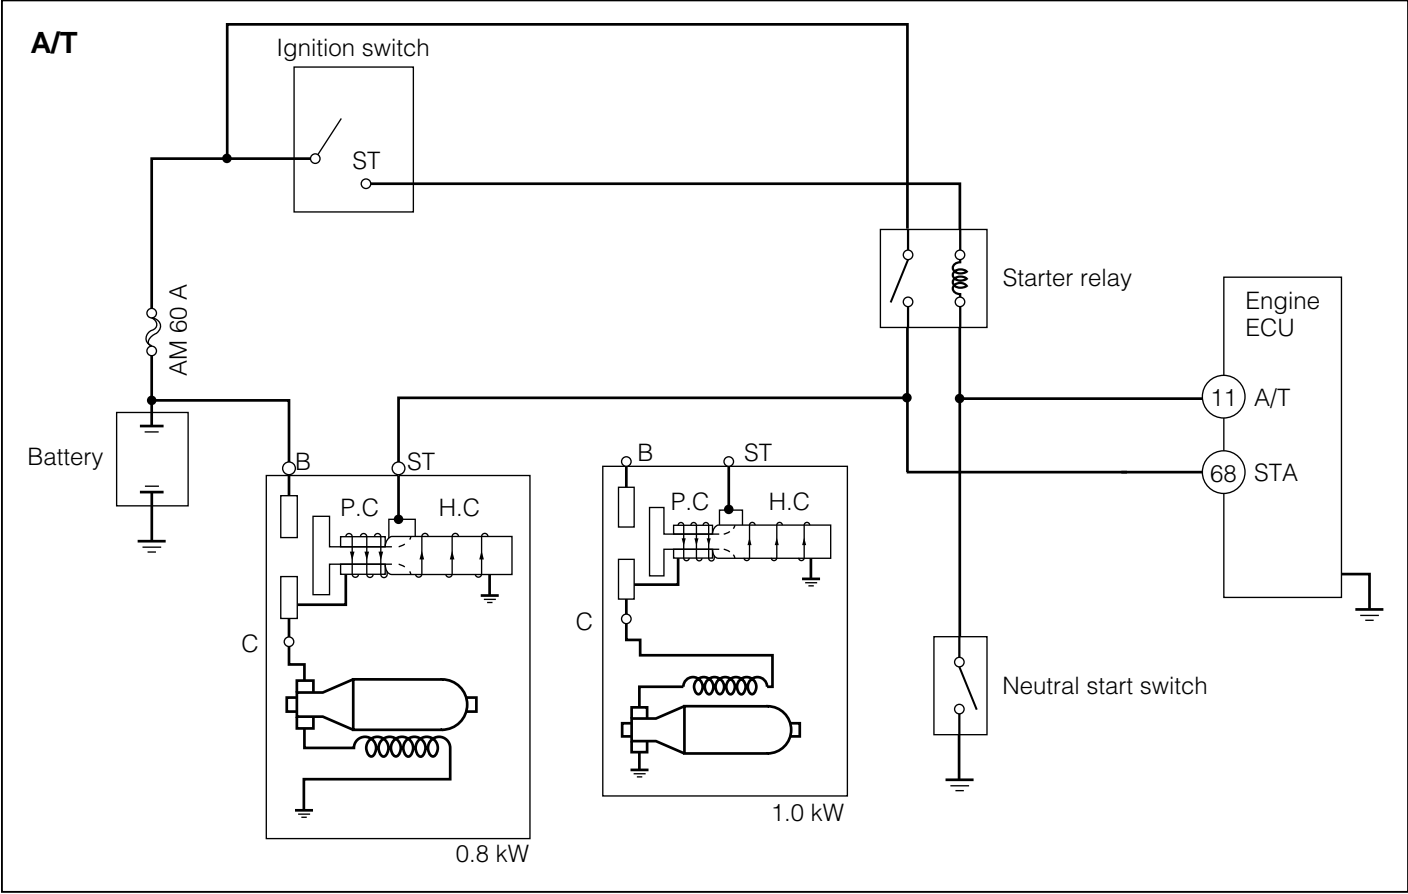 A/T
Ignition switch
ST
AM 60 A
Starter relay
Engine
ECU
11 A/T
68 STA
Battery
B
ST
P.C
H.C
C
0.8 kW
B
ST
P.C
H.C
C
1.0 kW
Neutral start switch